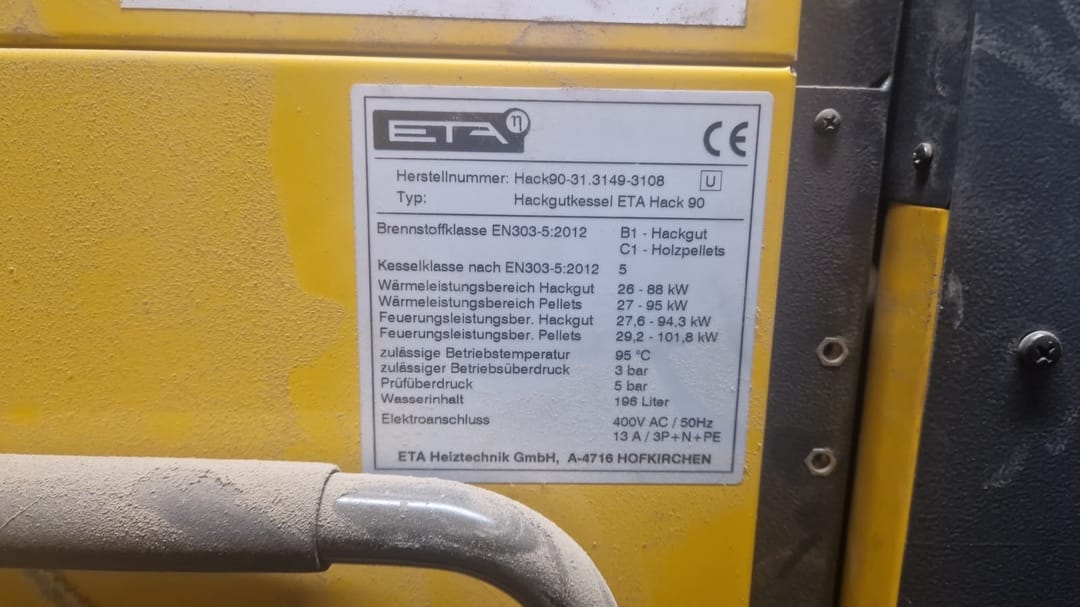 ETA η
CE
Herstellnummer: Hack90-31.3149-3108 U
Typ: Hackgutkessel ETA Hack 90
Brennstoffklasse EN303-5:2012 B1 - Hackgut
C1 - Holzpellets
Kesselklasse nach EN303-5:2012 5
Wärmeleistungsbereich Hackgut 26 - 88 kW
Wärmeleistungsbereich Pellets 27 - 95 kW
Feuerungsleistungsber. Hackgut 27,6 - 94,3 kW
Feuerungsleistungsber. Pellets 29,2 - 101,8 kW
zulässige Betriebstemperatur 95 °C
zulässiger Betriebsüberdruck 3 bar
Prüfüberdruck 5 bar
Wasserinhalt 196 Liter
Elektroanschluss 400V AC / 50Hz
13 A / 3P+N+PE
ETA Heiztechnik GmbH, A-4716 HOFKIRCHEN